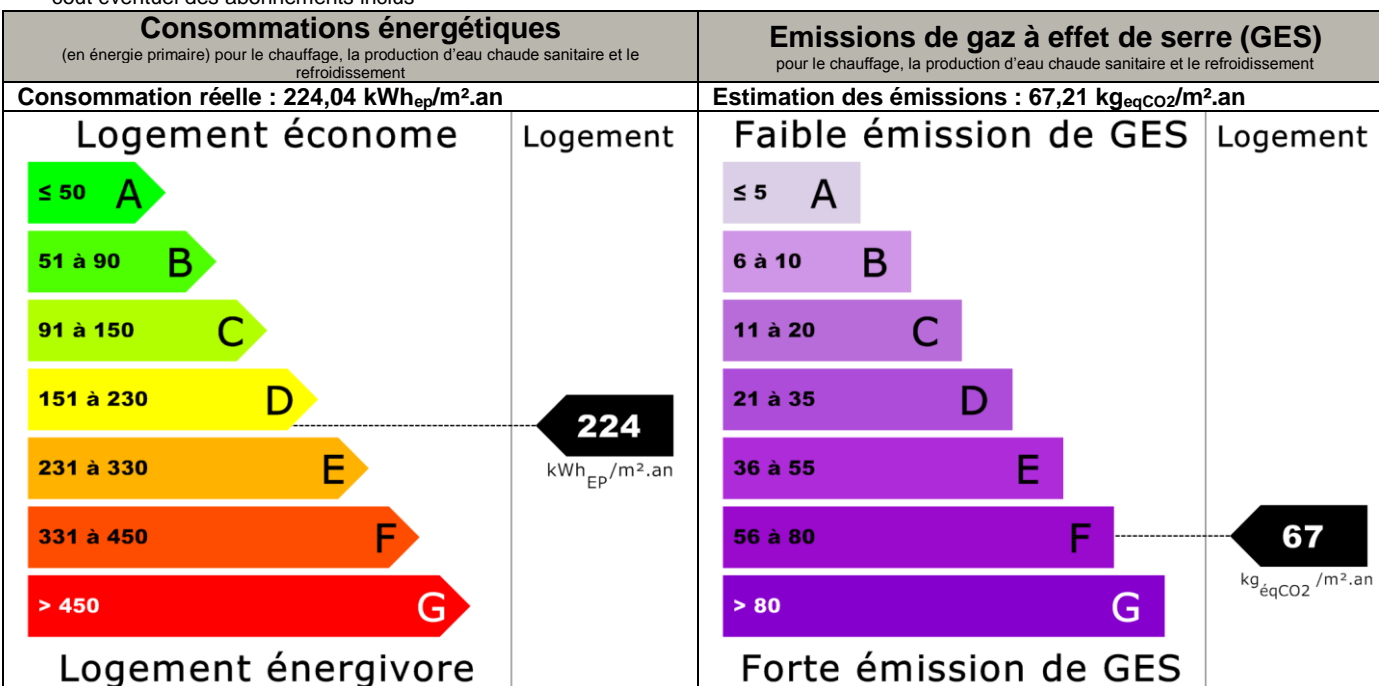 coût éventuel des abonnements inclus
Consommations énergétiques
(en énergie primaire) pour le chauffage, la production d'eau chaude sanitaire et le
refroidissement
Consommation réelle : 224,04 kWhep/m².an
Logement économe
Logement
≤ 50 A
51 à 90 B
91 à 150 C
151 à 230 D
224
kWhEP/m².an
231 à 330 E
331 à 450 F
> 450 G
Logement énergivore
Emissions de gaz à effet de serre (GES)
pour le chauffage, la production d'eau chaude sanitaire et le refroidissement
Estimation des émissions : 67,21 kgeqCO2/m².an
Faible émission de GES
Logement
≤ 5 A
6 à 10 B
11 à 20 C
21 à 35 D
36 à 55 E
56 à 80 F
67
kgéqCO2 /m².an
> 80 G
Forte émission de GES